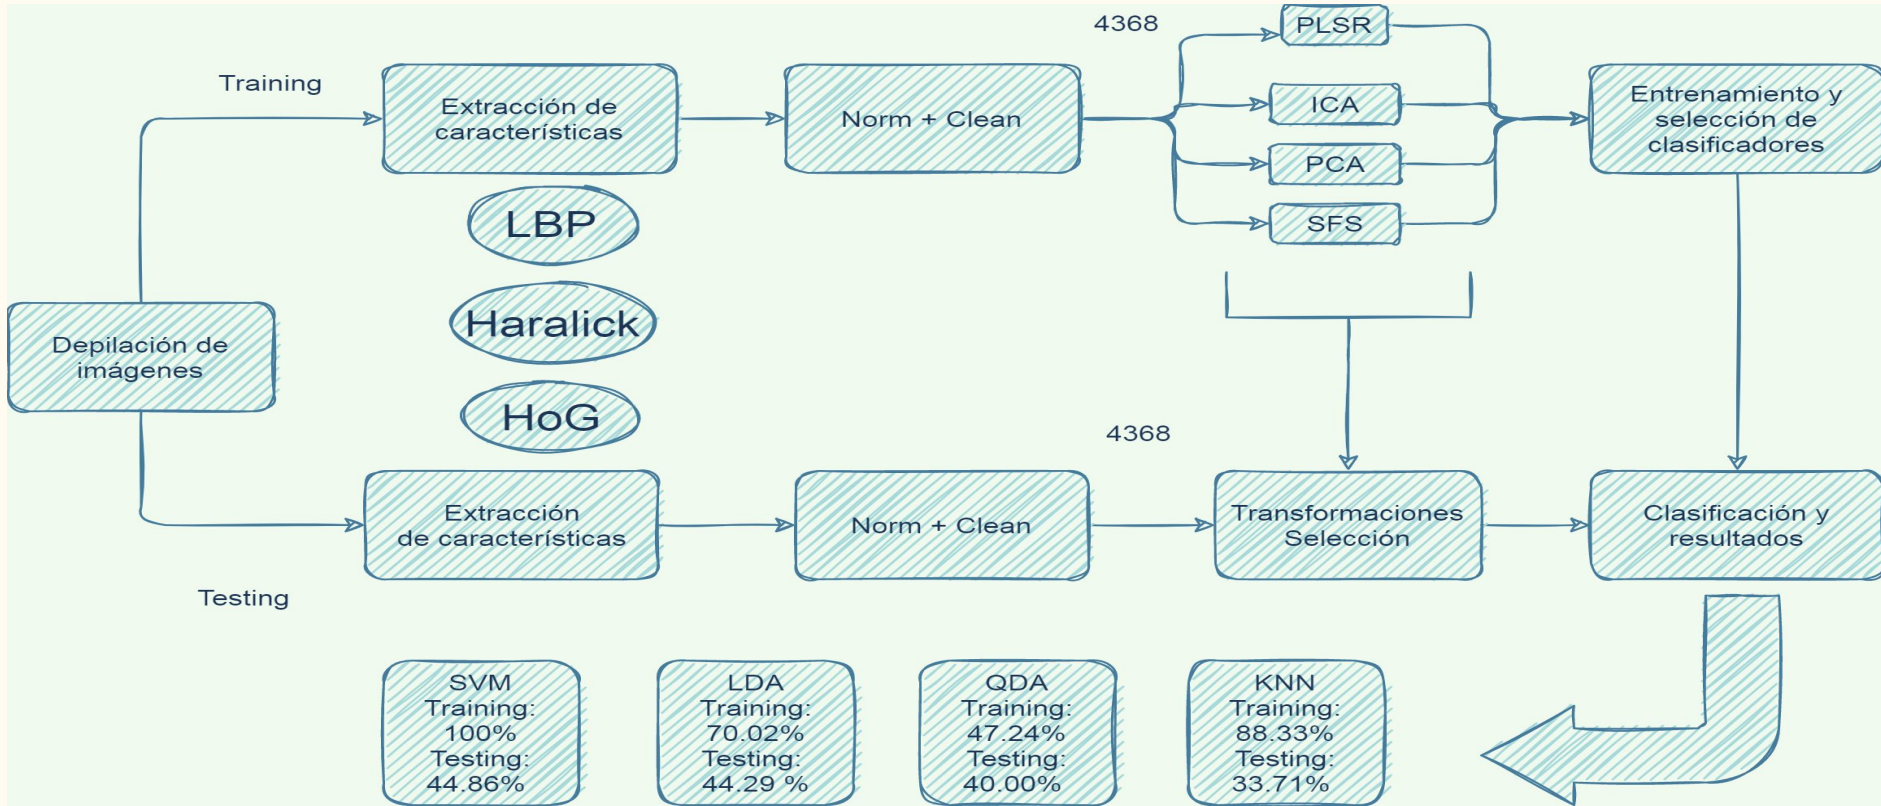 4368
PLSR
Training
Extracción de
característíficas
Norm + Clean
ICA
PCA
SFS
Entrenamiento y
selección de
clasificadores
LBP
Haralick
HoG
Depilación de
imágenes
4368
Extracción
de característíficas
Norm + Clean
Transformaciones
Selección
Clasificación y
resultados
Testing
SVM
Training:
100%
Testing:
44.86%
LDA
Training:
70.02%
Testing:
44.29 %
QDA
Training:
47.24%
Testing:
40.00%
KNN
Training:
88.33%
Testing:
33.71%